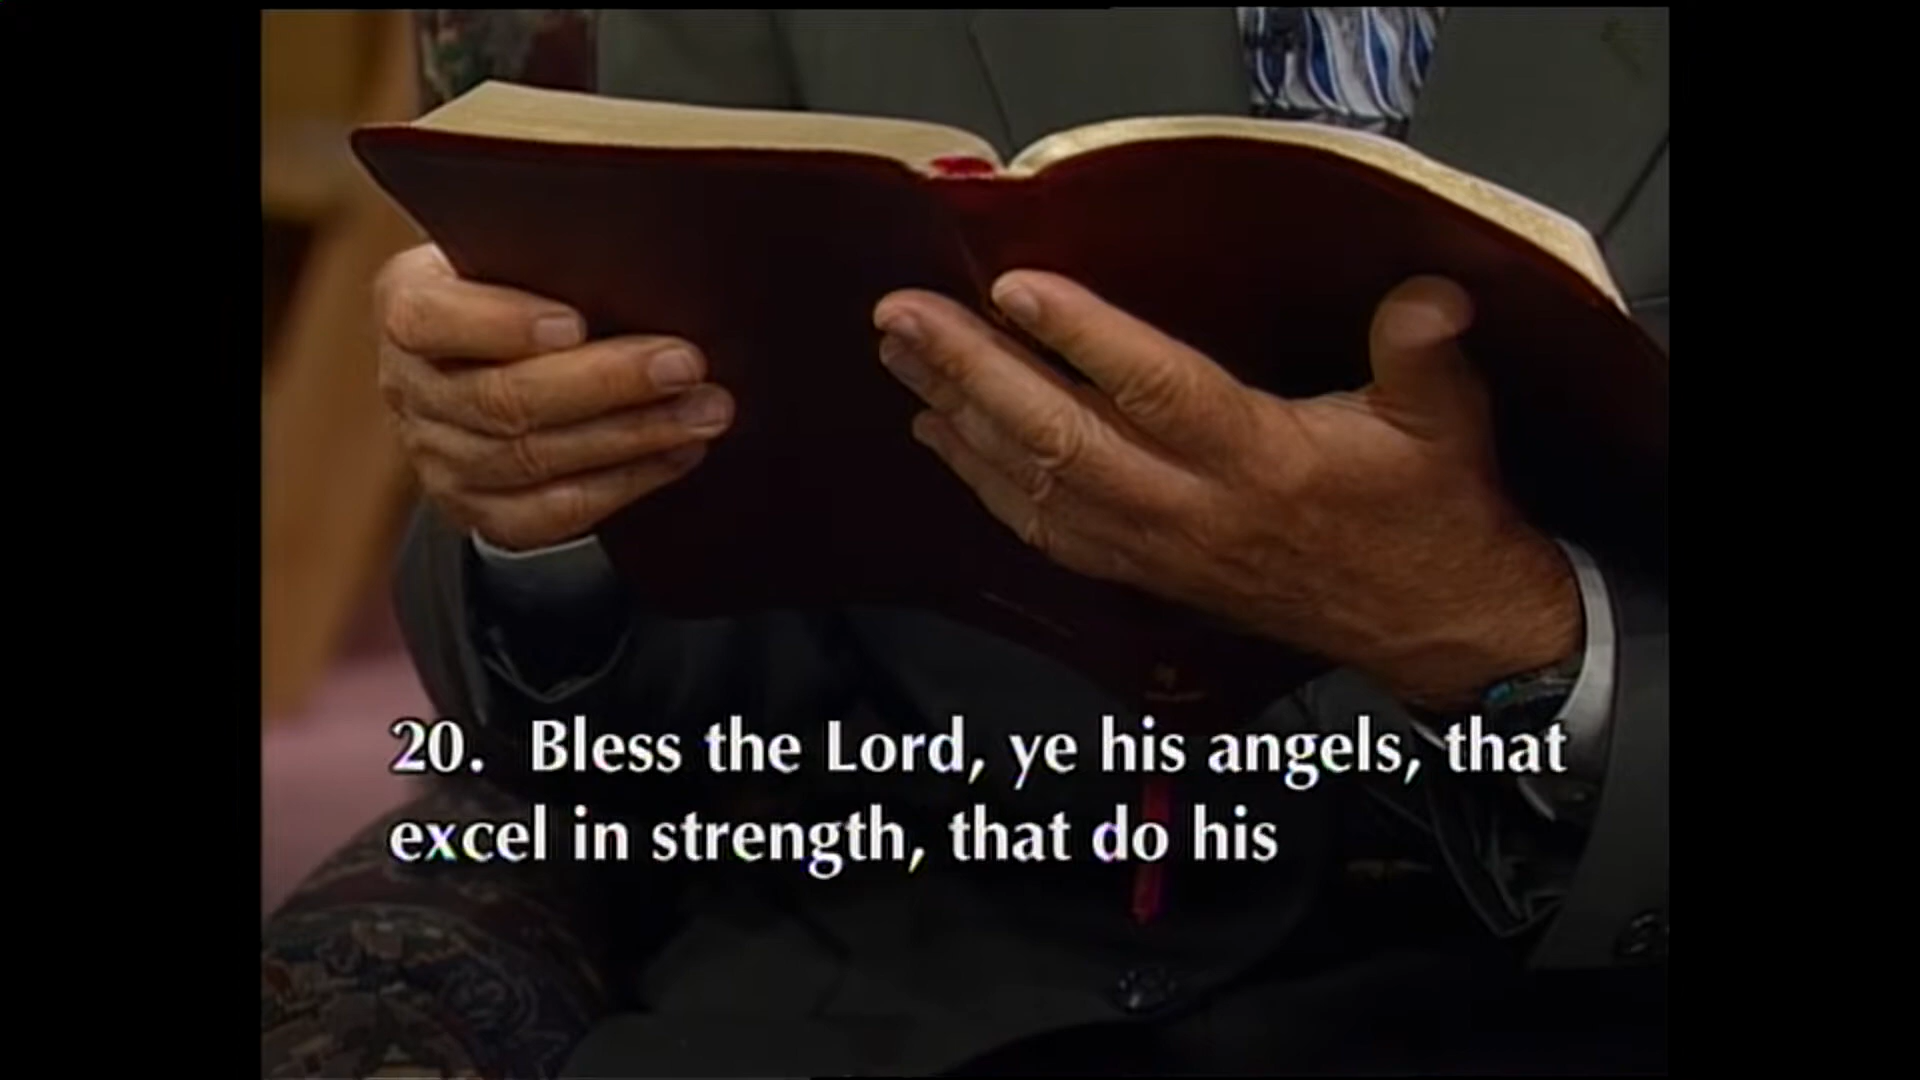 20. Bless the Lord, ye his angels, that
excel in strength, that do his